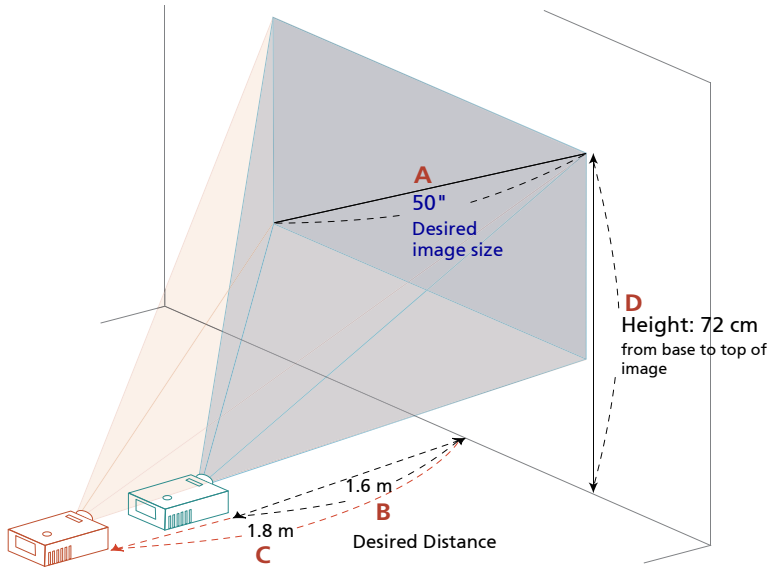 A
50"
Desired
image size
D
Height: 72 cm
from base to top of
image
1.6 m
B
1.8 m
C
Desired Distance